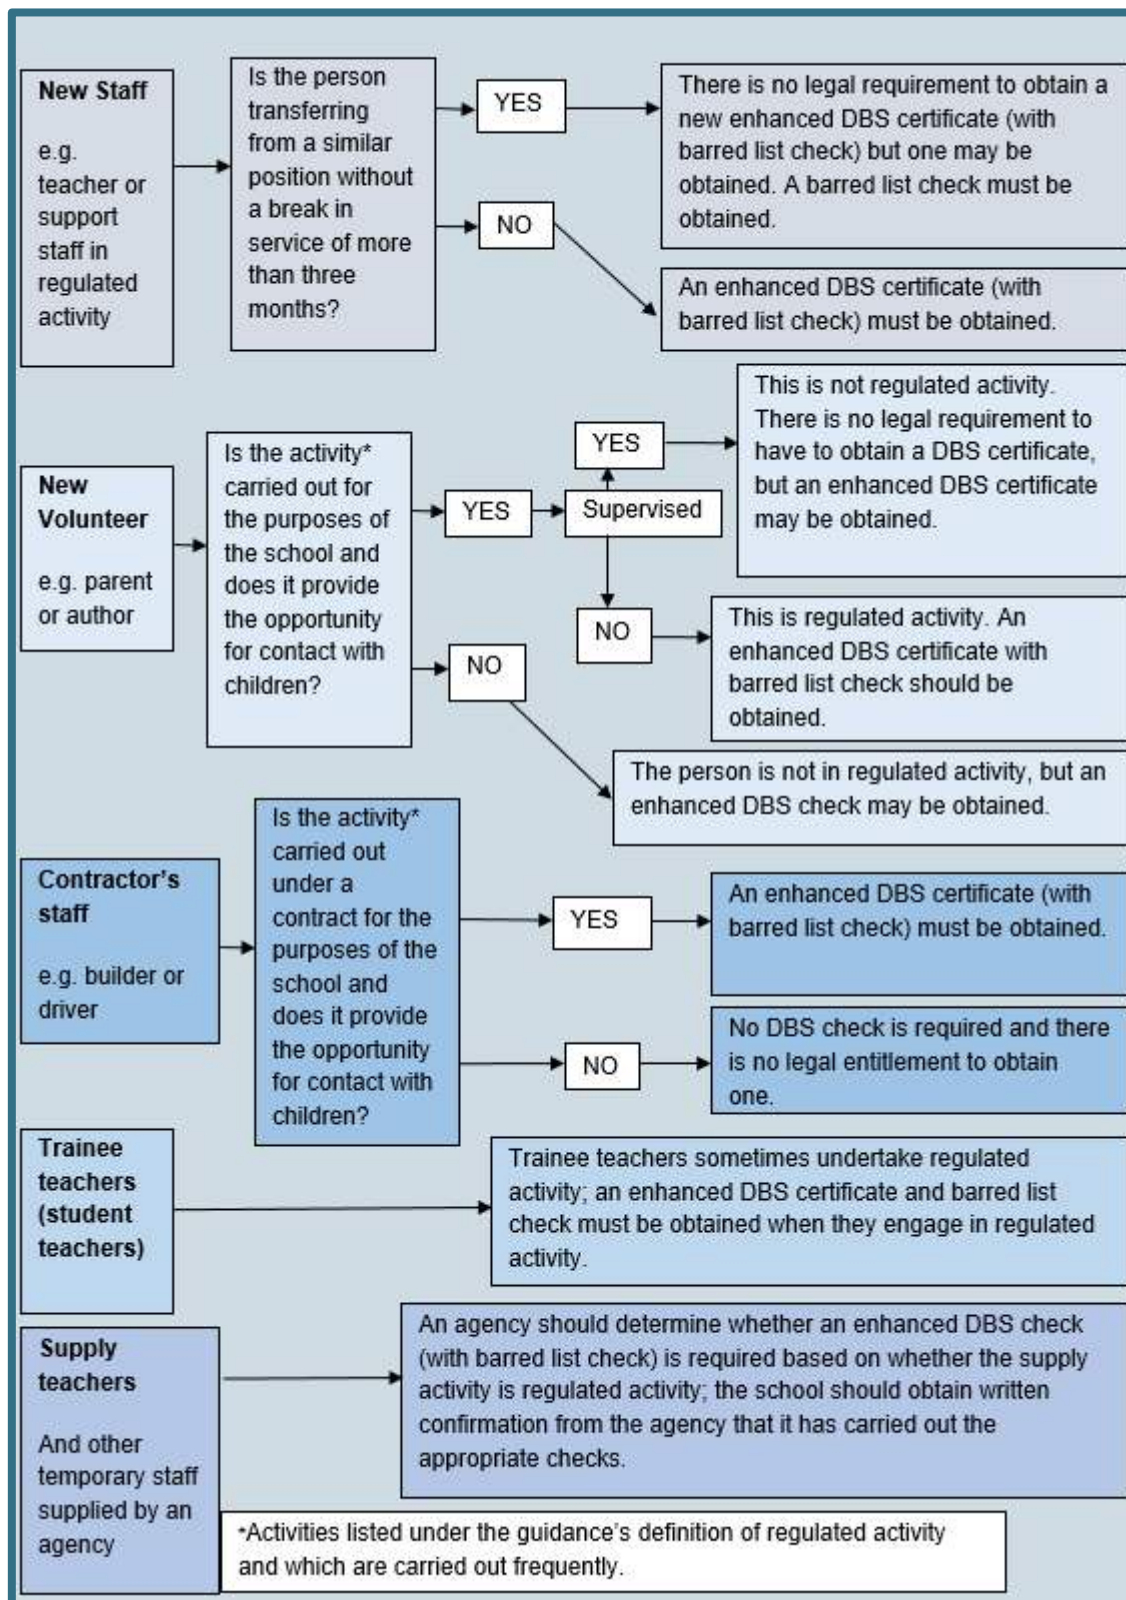 New Staff
e.g.
teacher or
support
staff in
regulated
activity
Is the person
transferring
from a similar
position without
a break in
service of more
than three
months?
YES
There is no legal requirement to obtain a
new enhanced DBS certificate (with
barred list check) but one may be
obtained. A barred list check must be
obtained.
NO
An enhanced DBS certificate (with
barred list check) must be obtained.
New
Volunteer
e.g. parent
or author
Is the activity*
carried out for
the purposes of
the school and
does it provide
the opportunity
for contact with
children?
YES
Supervised
YES
This is not regulated activity.
There is no legal requirement to
have to obtain a DBS certificate,
but an enhanced DBS certificate
may be obtained.
NO
This is regulated activity. An
enhanced DBS certificate with
barred list check should be
obtained.
NO
The person is not in regulated activity, but an
enhanced DBS check may be obtained.
Contractor's
staff
e.g. builder or
driver
Is the activity*
carried out
under a
contract for the
purposes of the
school and
does it provide
the opportunity
for contact with
children?
YES
An enhanced DBS certificate (with
barred list check) must be obtained.
NO
No DBS check is required and there
is no legal entitlement to obtain
one.
Trainee
teachers
(student
teachers)
Trainee teachers sometimes undertake regulated
activity; an enhanced DBS certificate and barred list
check must be obtained when they engage in regulated
activity.
Supply
teachers
And other
temporary staff
supplied by an
agency
An agency should determine whether an enhanced DBS check
(with barred list check) is required based on whether the supply
activity is regulated activity; the school should obtain written
confirmation from the agency that it has carried out the
appropriate checks.
*Activities listed under the guidance's definition of regulated activity
and which are carried out frequently.